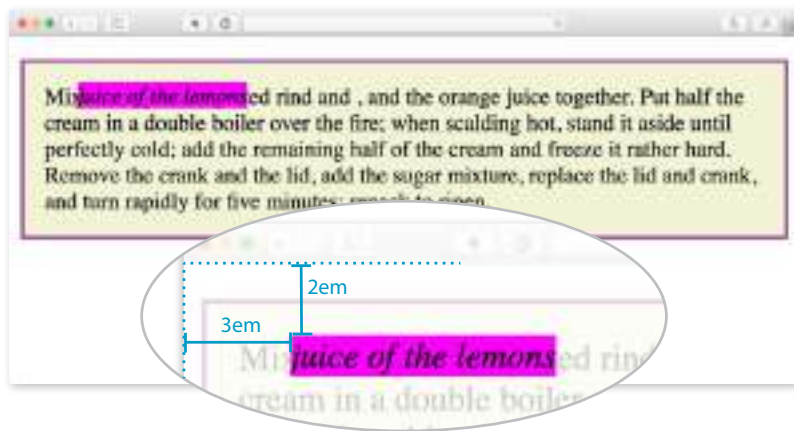 Mixjuice of the lemonsed rind and , and the orange juice together. Put half the
cream in a double boiler over the fire; when scalding hot, stand it aside until
perfectly cold; add the remaining half of the cream and freeze it rather hard.
Remove the crank and the lid, add the sugar mixture, replace the lid and crank,
and turn rapidly for five minutes; repack to ripen.
2em
3em
Mixjuice of the lemonsed rind
cream in a double boiler